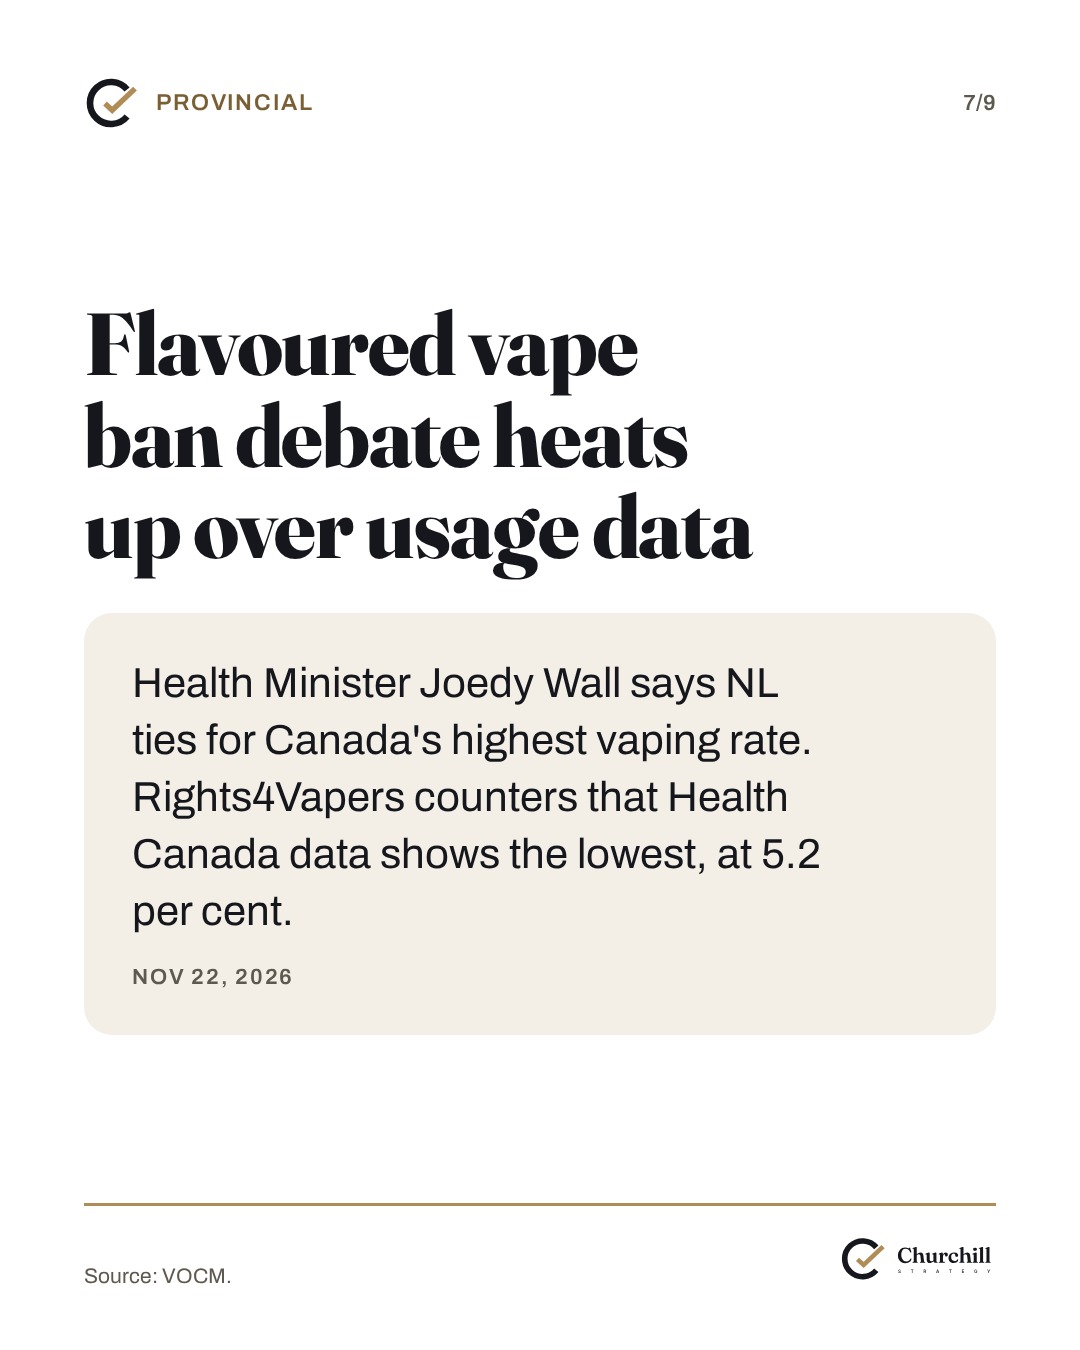 PROVINCIAL
7/9
Flavoured vape
ban debate heats
up over usage data
Health Minister Joedy Wall says NL
ties for Canada's highest vaping rate.
Rights4Vapers counters that Health
Canada data shows the lowest, at 5.2
per cent.
NOV 22, 2026
Source: VOCM.
Churchill
STRATEGY